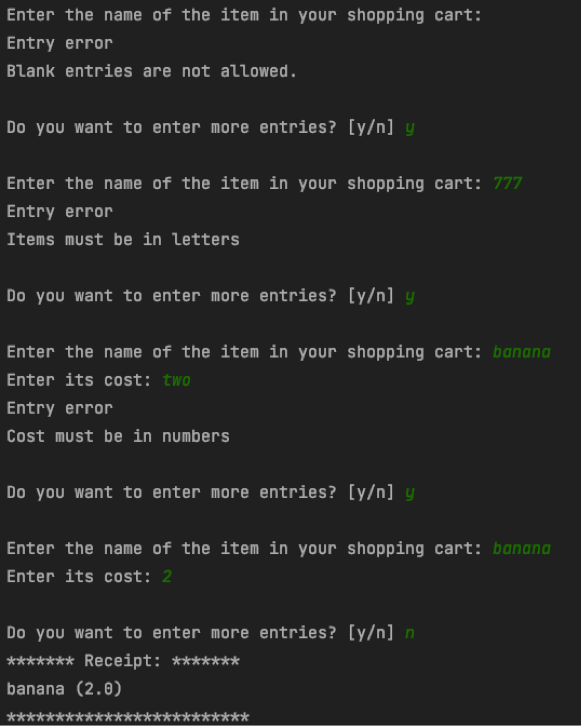 Enter the name of the item in your shopping cart:
Entry error
Blank entries are not allowed.
Do you want to enter more entries? [y/n] y
Enter the name of the item in your shopping cart: 777
Entry error
Items must be in letters
Do you want to enter more entries? [y/n] y
Enter the name of the item in your shopping cart: banana
Enter its cost: two
Entry error
Cost must be in numbers
Do you want to enter more entries? [y/n] y
Enter the name of the item in your shopping cart: banana
Enter its cost: 2
Do you want to enter more entries? [y/n] n
******* Receipt: *******
banana (2.0)
*************************